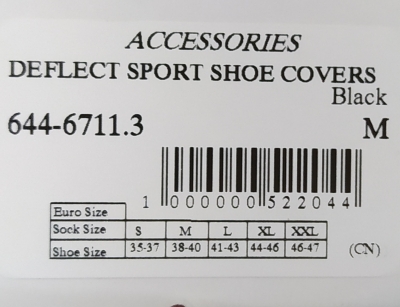 ACCESSORIES
DEFLECT SPORT SHOE COVERS
Black
644-6711.3 M
1 000000 522044
Euro Size
Sock Size S M L XL XXL
Shoe Size 35-37 38-40 41-43 44-46 46-47
(CN)